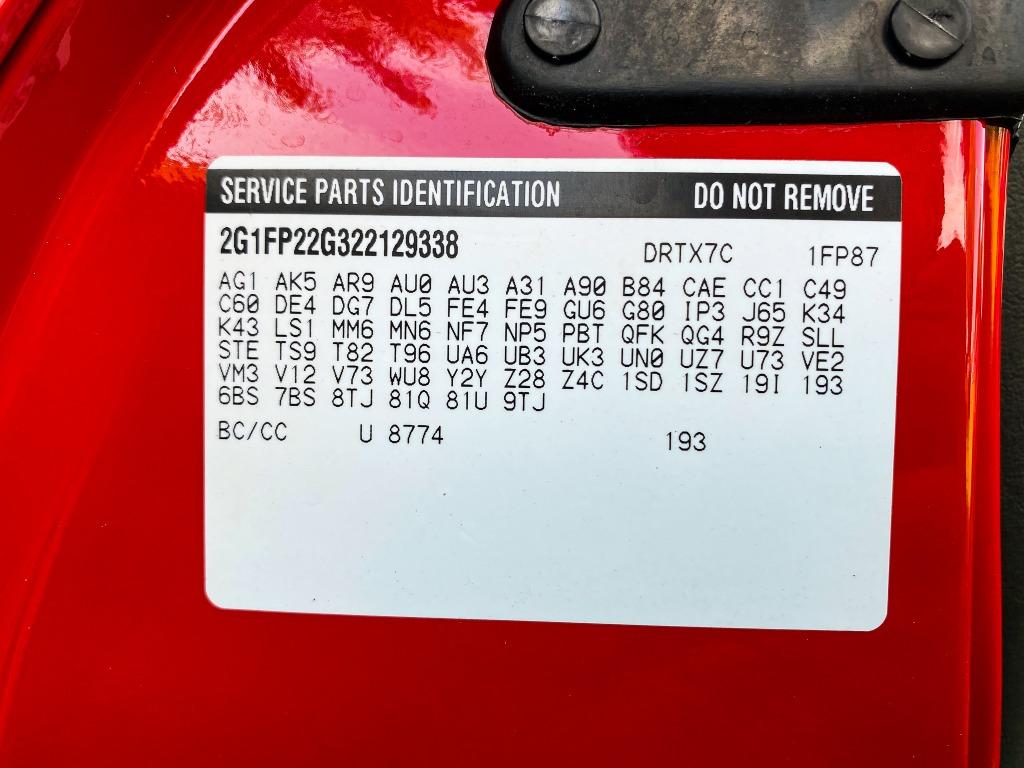 SERVICE PARTS IDENTIFICATION DO NOT REMOVE
2G1FP22G322129338 DRTX7C 1FP87
AG1 AK5 AR9 AU0 AU3 A31 A90 B84 CAE CC1 C49
C60 DE4 DG7 DL5 FE4 FE9 GU6 G80 IP3 J65 K34
K43 LS1 MM6 MN6 NF7 NP5 PBT QFK QG4 R9Z SLL
STE TS9 T82 T96 UA6 UB3 UK3 UN0 UZ7 U73 VE2
VM3 V12 V73 WU8 Y2Y Z28 Z4C 1SD 1SZ 19I 193
6BS 7BS 8TJ 81Q 81U 9TJ
BC/CC U 8774 193